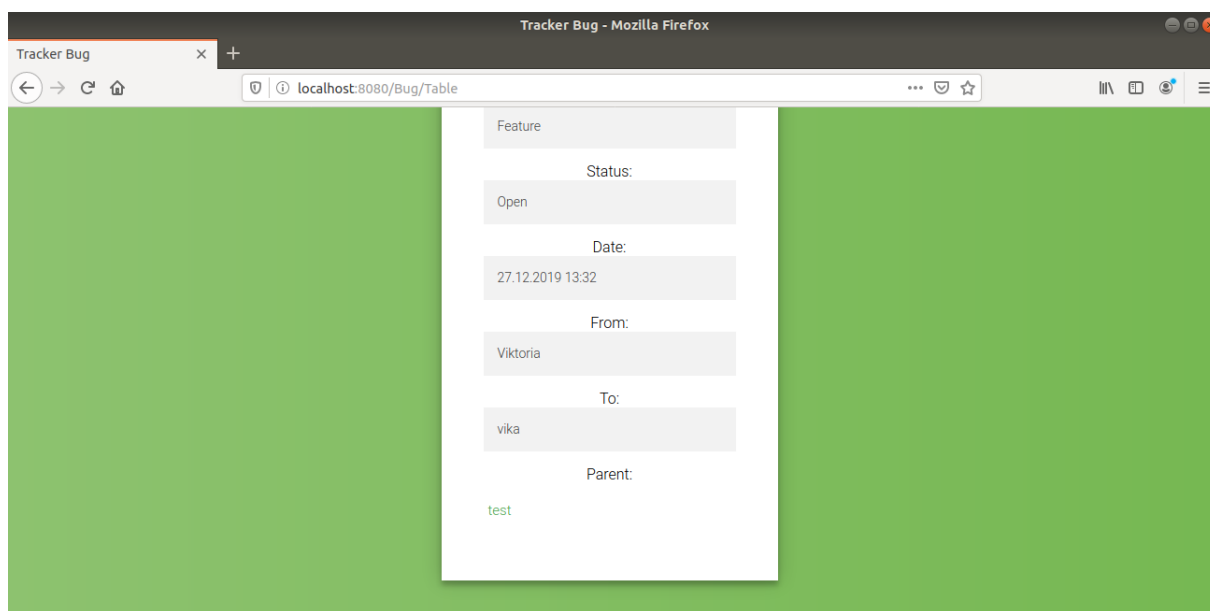 Tracker Bug - Mozilla Firefox
Tracker Bug
localhost:8080/Bug/Table
Feature
Status:
Open
Date:
27.12.2019 13:32
From:
Viktoria
To:
vika
Parent:
test